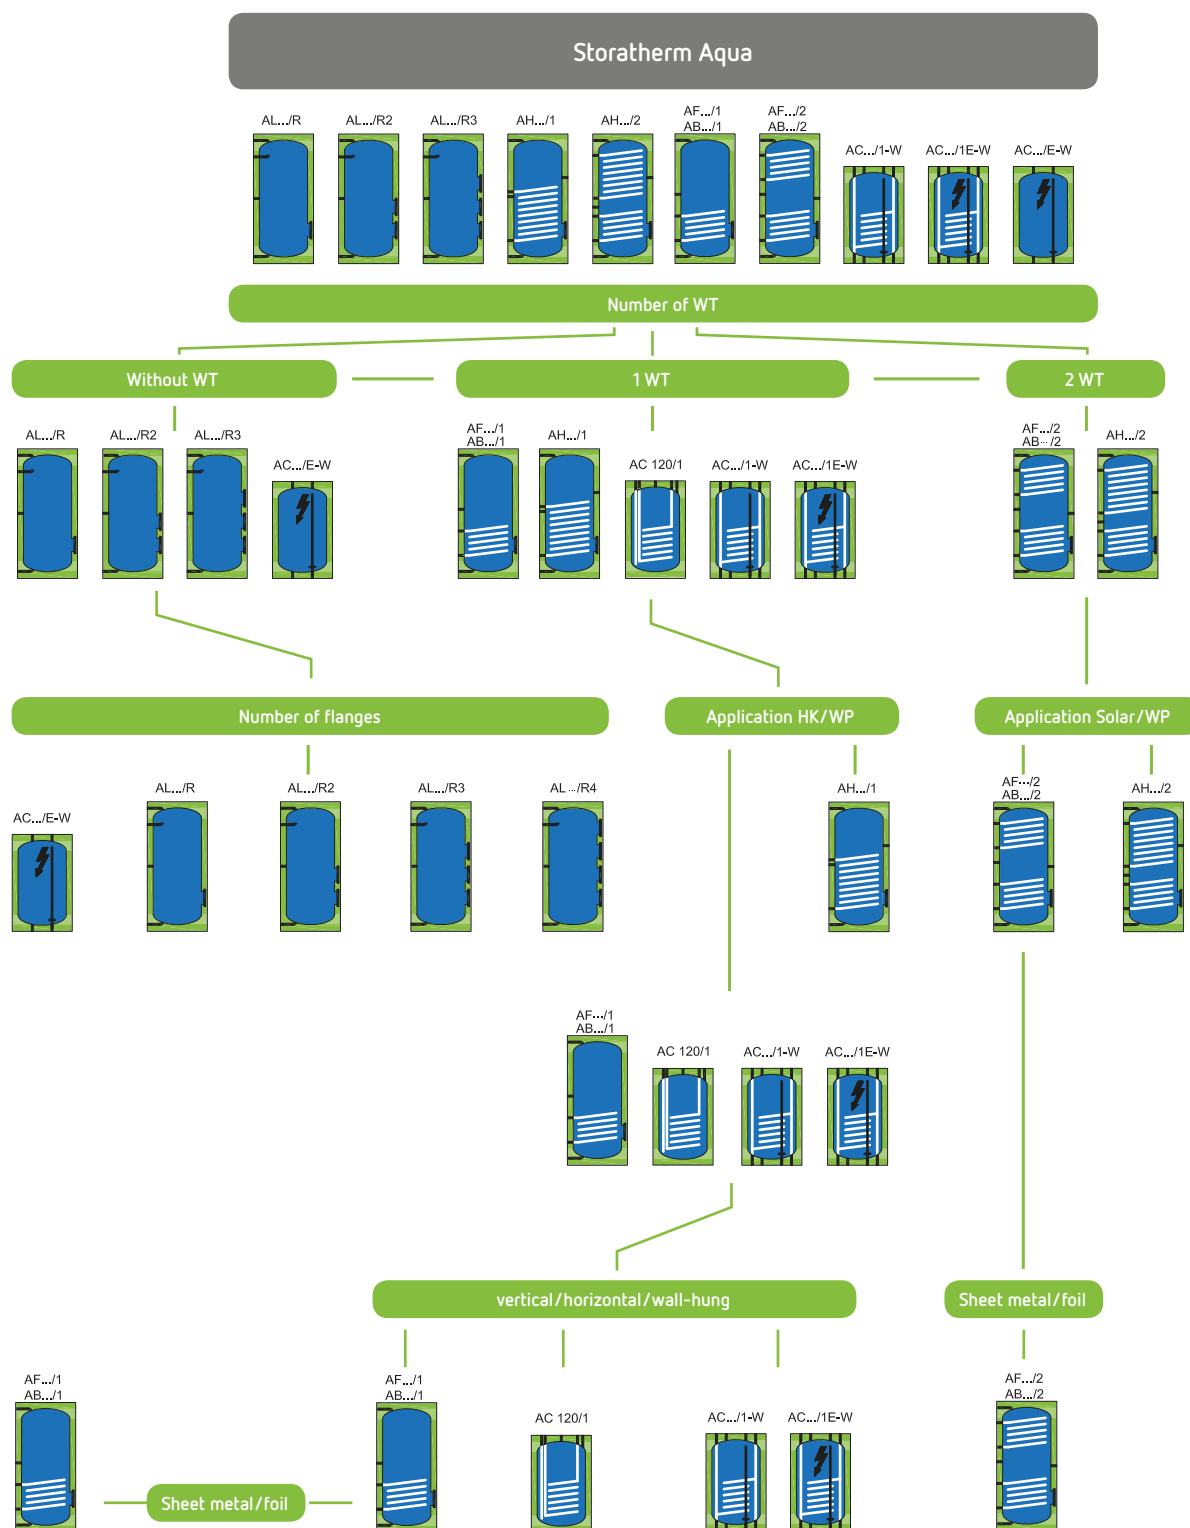 Storatherm Aqua
AL.../R
AL.../R2
AL.../R3
AH.../1
AH.../2
AF.../1
AB.../1
AF.../2
AB.../2
AC.../1-W
AC.../1E-W
AC.../E-W
Number of WT
Without WT
1 WT
2 WT
AL.../R
AL.../R2
AL.../R3
AC.../E-W
AF.../1
AB.../1
AH.../1
AC 120/1
AC.../1-W
AC.../1E-W
AF.../2
AB.../2
AH.../2
Number of flanges
Application HK/WP
Application Solar/WP
AC.../E-W
AL.../R
AL.../R2
AL.../R3
AL.../R4
AH.../1
AF.../2
AB.../2
AH.../2
AF.../1
AB.../1
AC 120/1
AC.../1-W
AC.../1E-W
vertical/horizontal/wall-hung
Sheet metal/foil
AF.../1
AB.../1
AF.../1
AB.../1
AC 120/1
AC.../1-W
AC.../1E-W
AF.../2
AB.../2
Sheet metal/foil